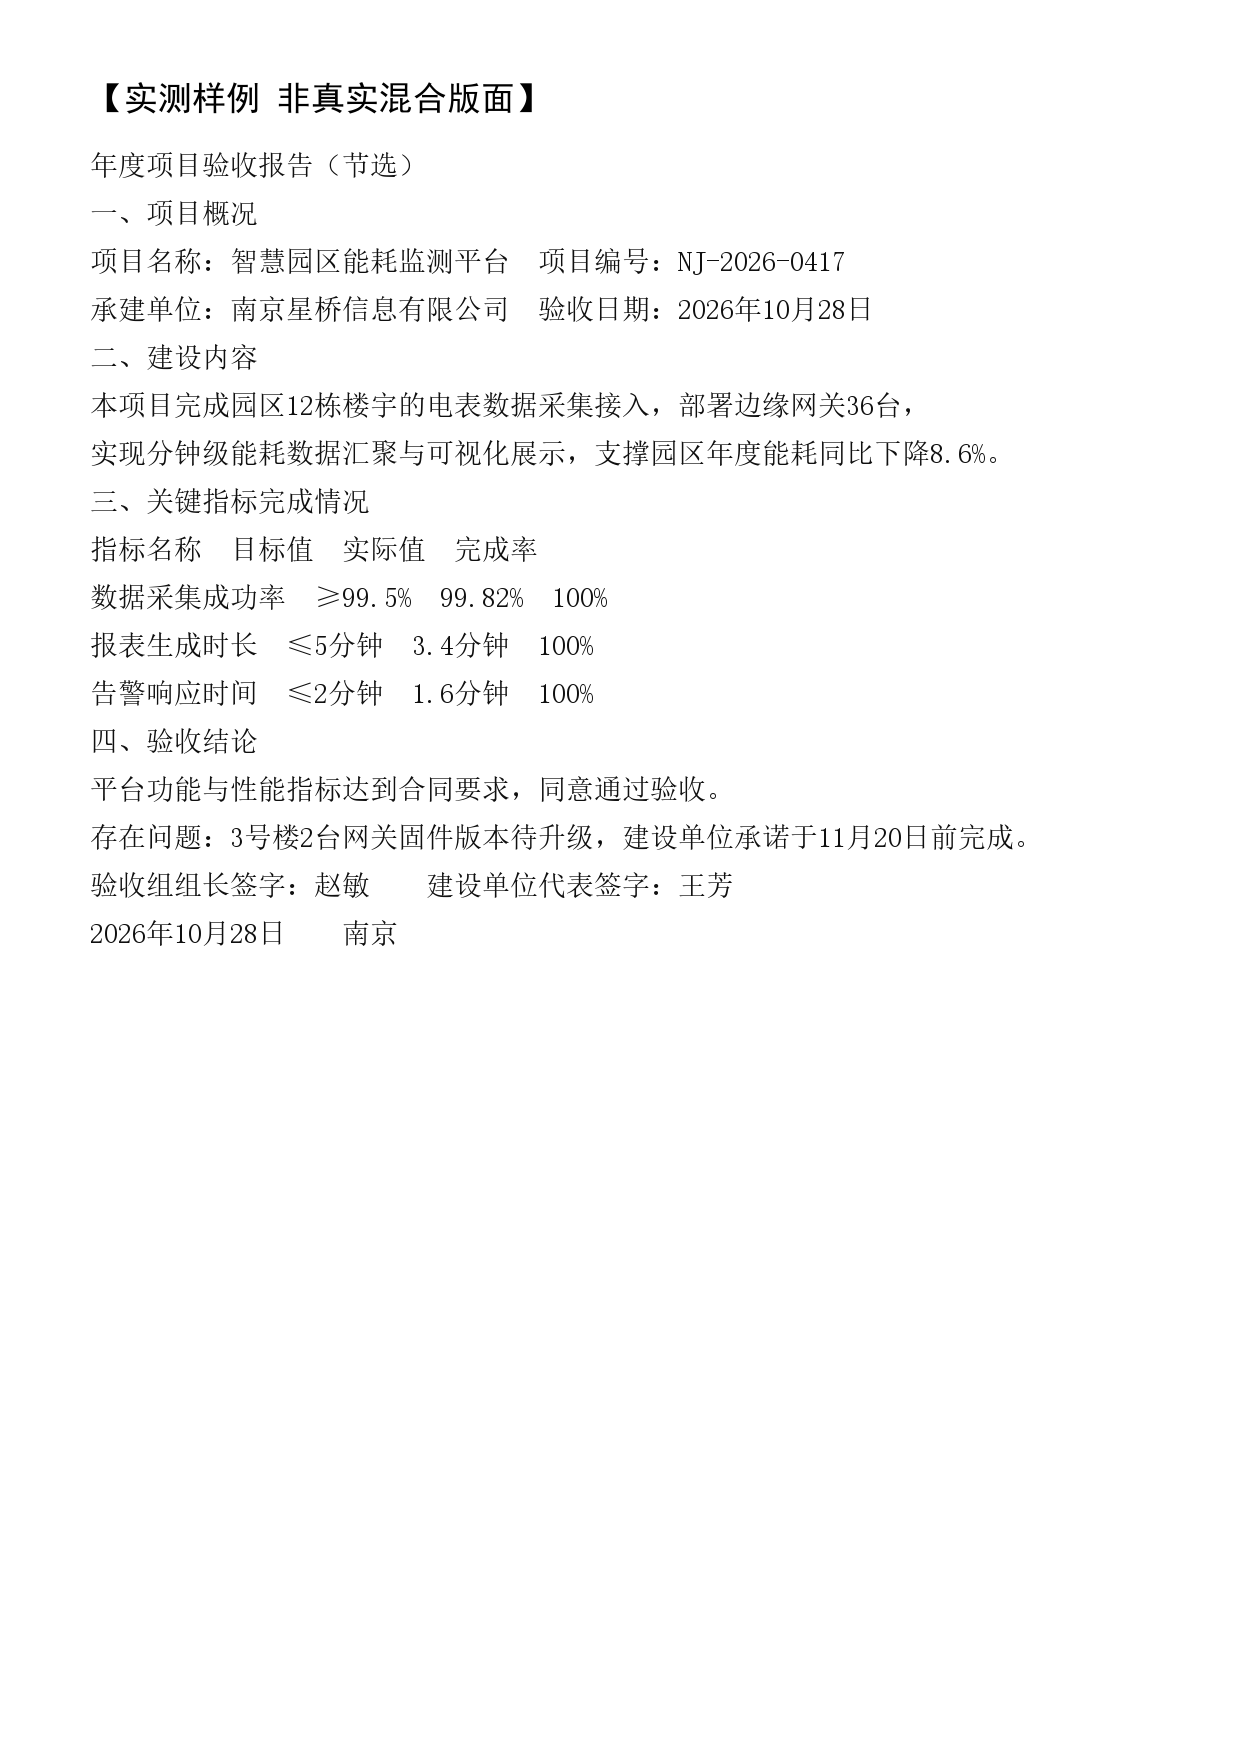 【实测样例 非真实混合版面】
年度项目验收报告（节选）
一、项目概况
项目名称：智慧园区能耗监测平台　项目编号：NJ-2026-0417
承建单位：南京星桥信息有限公司　验收日期：2026年10月28日
二、建设内容
本项目完成园区12栋楼宇的电表数据采集接入，部署边缘网关36台，
实现分钟级能耗数据汇聚与可视化展示，支撑园区年度能耗同比下降8.6%。
三、关键指标完成情况
指标名称　目标值　实际值　完成率
数据采集成功率　≥99.5%　99.82%　100%
报表生成时长　≤5分钟　3.4分钟　100%
告警响应时间　≤2分钟　1.6分钟　100%
四、验收结论
平台功能与性能指标达到合同要求，同意通过验收。
存在问题：3号楼2台网关固件版本待升级，建设单位承诺于11月20日前完成。
验收组组长签字：赵敏　　建设单位代表签字：王芳
2026年10月28日　　南京